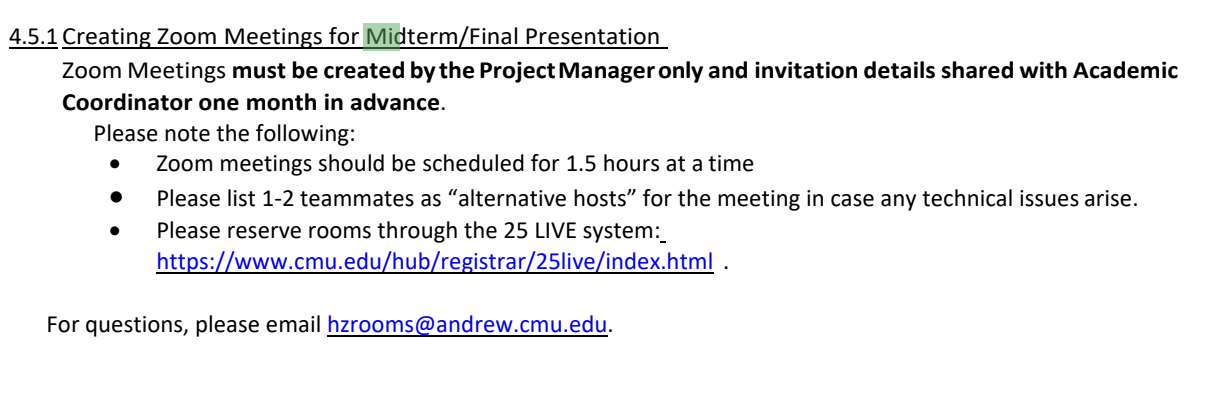 4.5.1 Creating Zoom Meetings for Midterm/Final Presentation
Zoom Meetings must be created by the Project Manager only and invitation details shared with Academic
Coordinator one month in advance.
Please note the following:
• Zoom meetings should be scheduled for 1.5 hours at a time
• Please list 1-2 teammates as “alternative hosts” for the meeting in case any technical issues arise.
• Please reserve rooms through the 25 LIVE system:
https://www.cmu.edu/hub/registrar/25live/index.html .
For questions, please email hzrooms@andrew.cmu.edu.